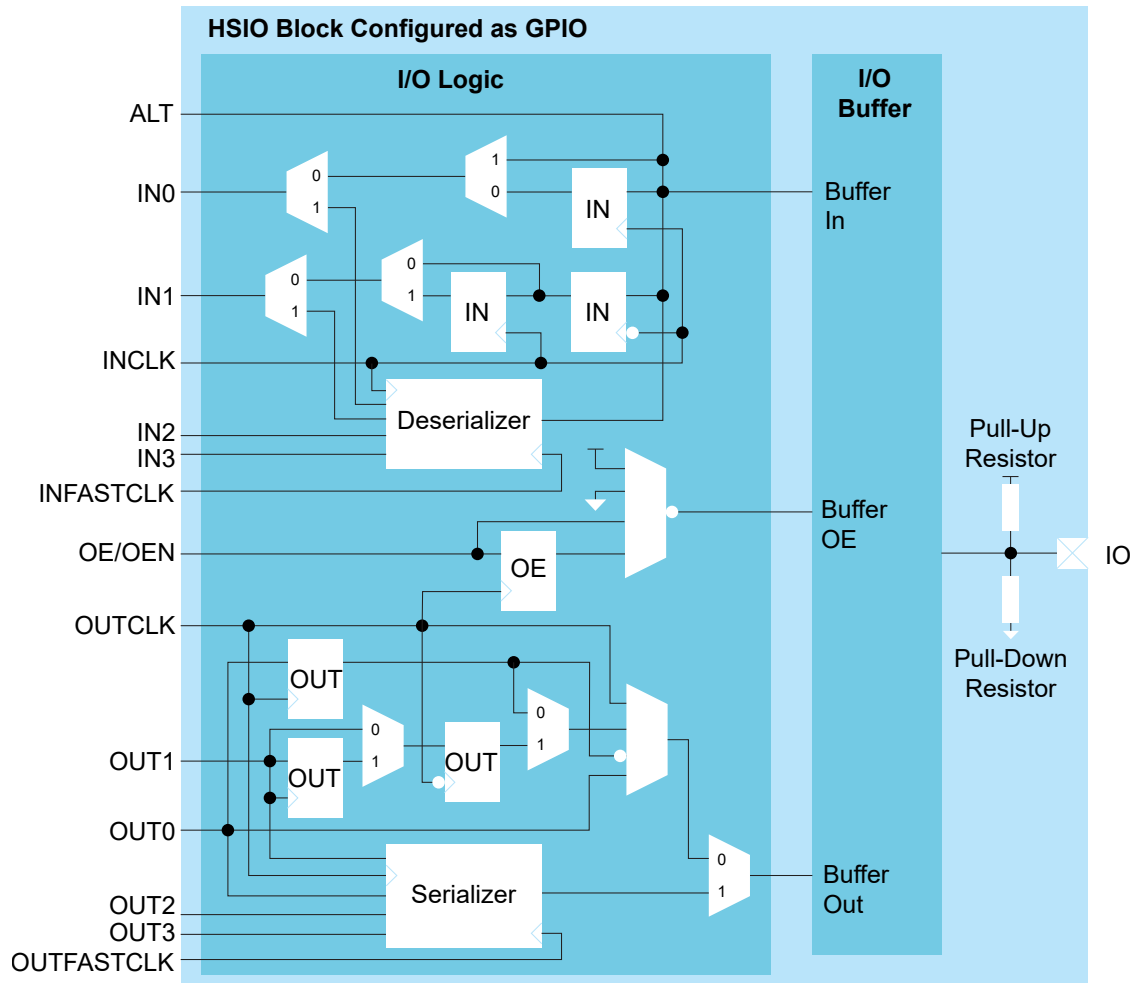 HSIO Block Configured as GPIO
I/O Logic
I/O
Buffer
ALT
IN0
0
1
1
0
IN
Buffer
In
IN1
0
1
0
1
IN
IN
INCLK
Deserializer
IN2
IN3
INFASTCLK
Pull-Up
Resistor
OE/OEN
OE
Buffer
OE
IO
OUTCLK
OUT
Pull-Down
Resistor
OUT1
OUT
0
1
OUT
0
1
OUT0
Serializer
0
1
Buffer
Out
OUT2
OUT3
OUTFASTCLK